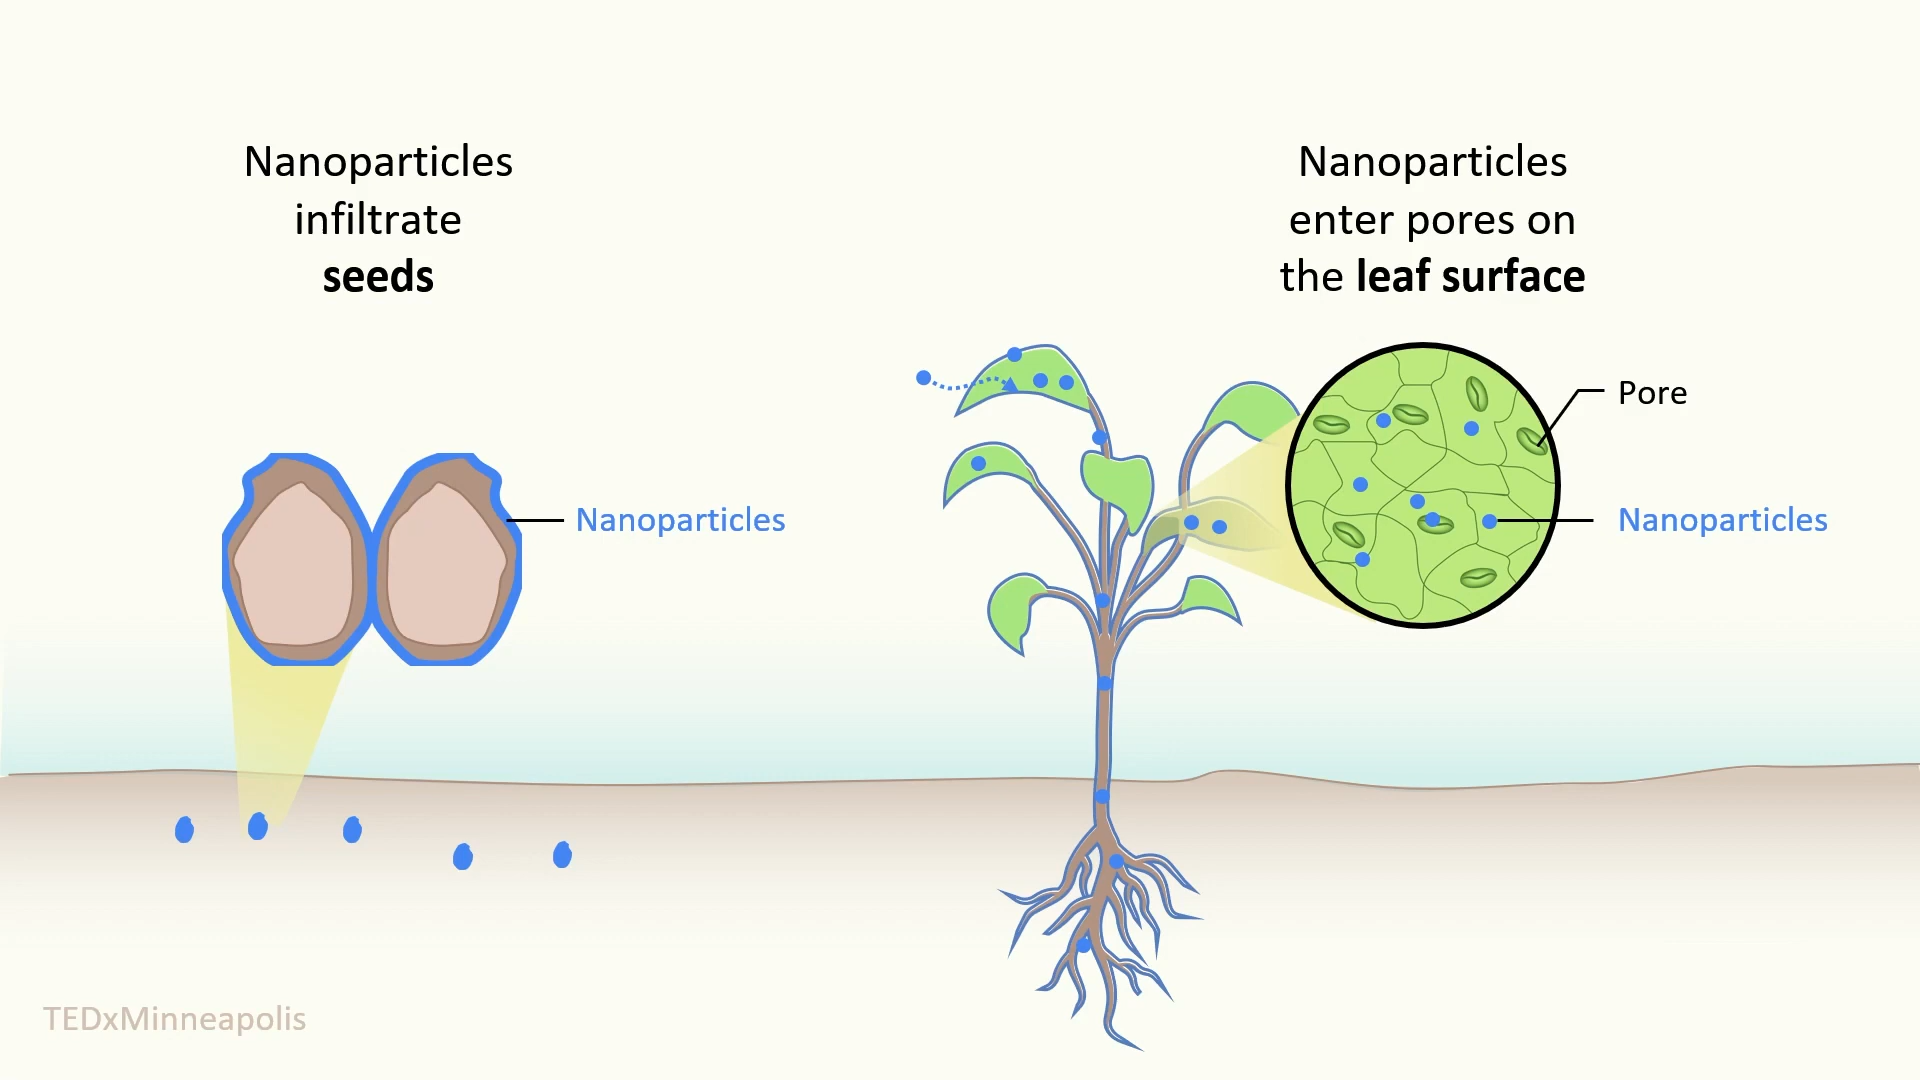 Nanoparticles
infiltrate
seeds
Nanoparticles
Nanoparticles
enter pores on
the leaf surface
Pore
Nanoparticles
TEDxMinneapolis